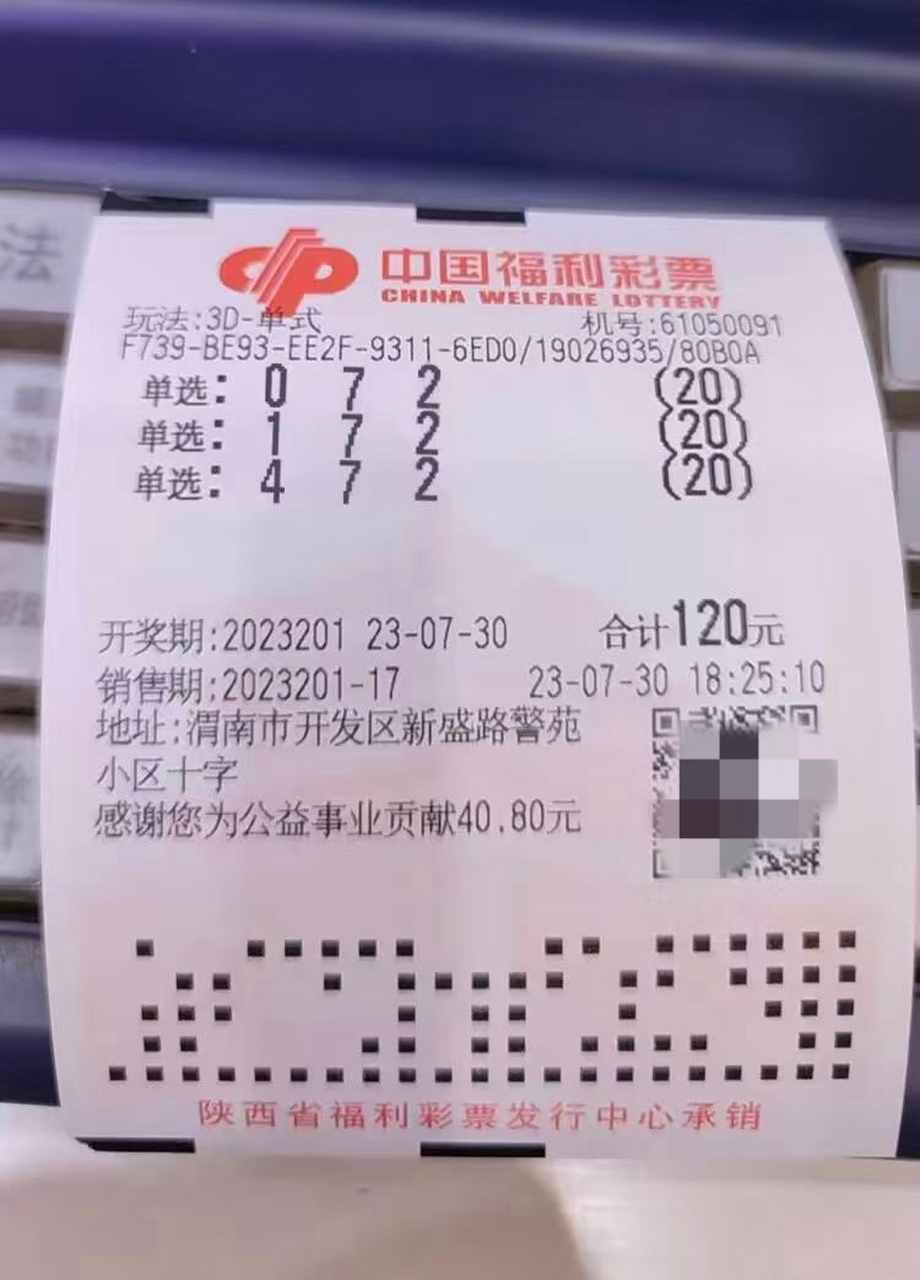 法
中国福利彩票
CHINA WELFARE LOTTERY
玩法:3D-单式 机号:61050091
F739-BE93-EE2F-9311-6ED0/19026935/80B0A
单选: 0 7 2 (20)
单选: 1 7 2 (20)
单选: 4 7 2 (20)
开奖期:2023201 23-07-30 合计120元
销售期:2023201-17 23-07-30 18:25:10
地址:渭南市开发区新盛路警苑
小区十字
感谢您为公益事业贡献40.80元
陕西省福利彩票发行中心承销